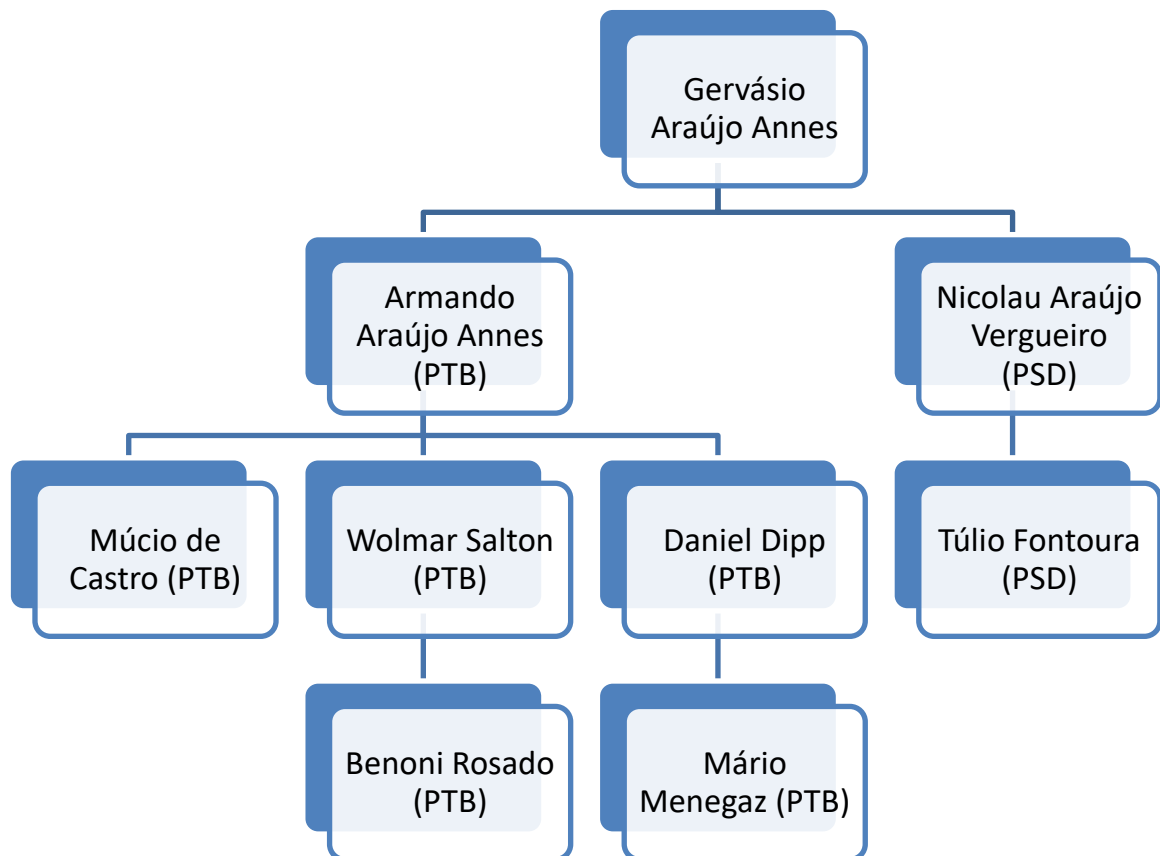 Gervásio
Araújo Annes
Armando
Araújo Annes
(PTB)
Nicolau Araújo
Vergueiro
(PSD)
Múcio de
Castro (PTB)
Wolmar Salton
(PTB)
Daniel Dipp
(PTB)
Túlio Fontoura
(PSD)
Benoni Rosado
(PTB)
Mário
Menegaz (PTB)